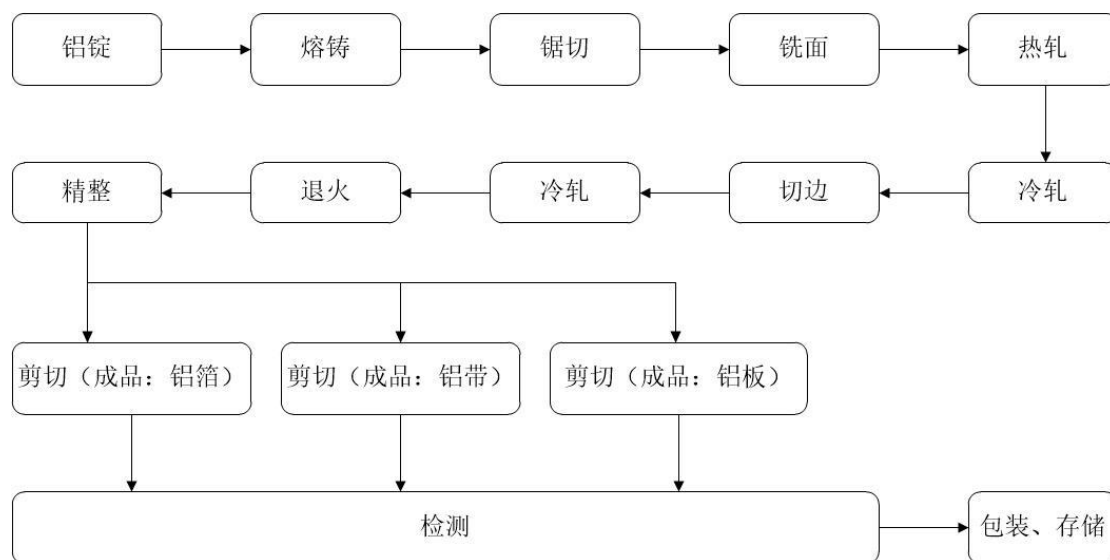 铝锭
熔铸
锯切
铣面
热轧
精整
退火
冷轧
切边
冷轧
剪切（成品：铝箔）
剪切（成品：铝带）
剪切（成品：铝板）
检测
包装、存储